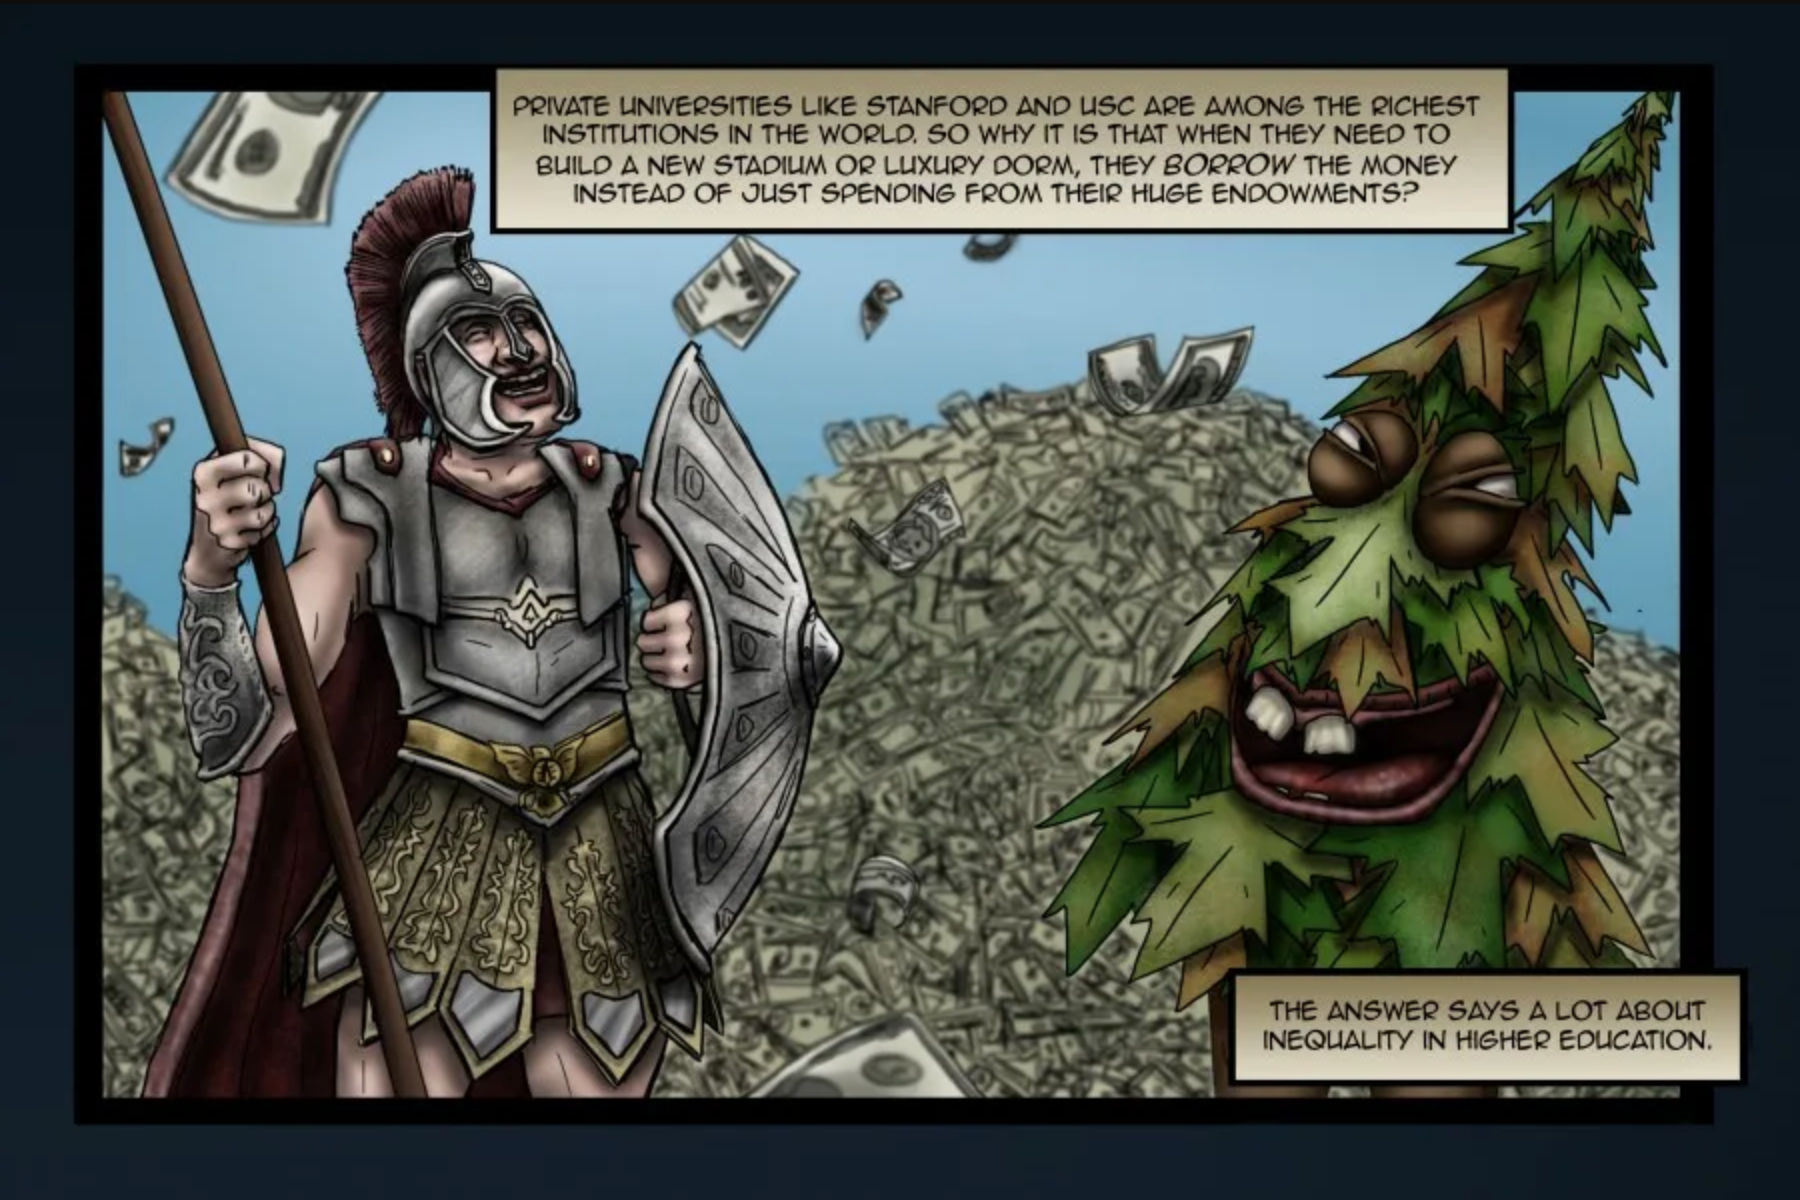 PRIVATE UNIVERSITIES LIKE STANFORD AND USC ARE AMONG THE RICHEST
INSTITUTIONS IN THE WORLD. SO WHY IT IS THAT WHEN THEY NEED TO
BUILD A NEW STADIUM OR LUXURY DORM, THEY BORROW THE MONEY
INSTEAD OF JUST SPENDING FROM THEIR HUGE ENDOWMENTS?
THE ANSWER SAYS A LOT ABOUT
INEQUALITY IN HIGHER EDUCATION.